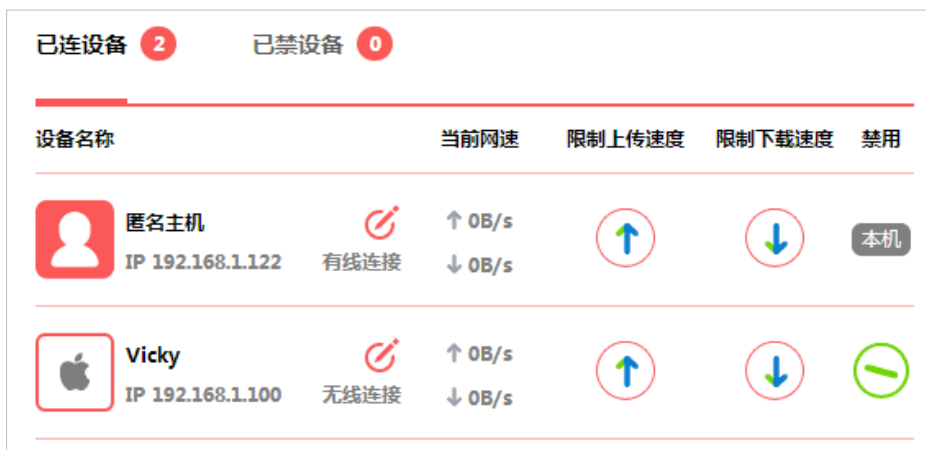 已连设备 2 已禁设备 0
设备名称 当前网速 限制上传速度 限制下载速度 禁用
匿名主机 ↑ 0B/s 本机
IP 192.168.1.122 有线连接 ↓ 0B/s
Vicky ↑ 0B/s
IP 192.168.1.100 无线连接 ↓ 0B/s